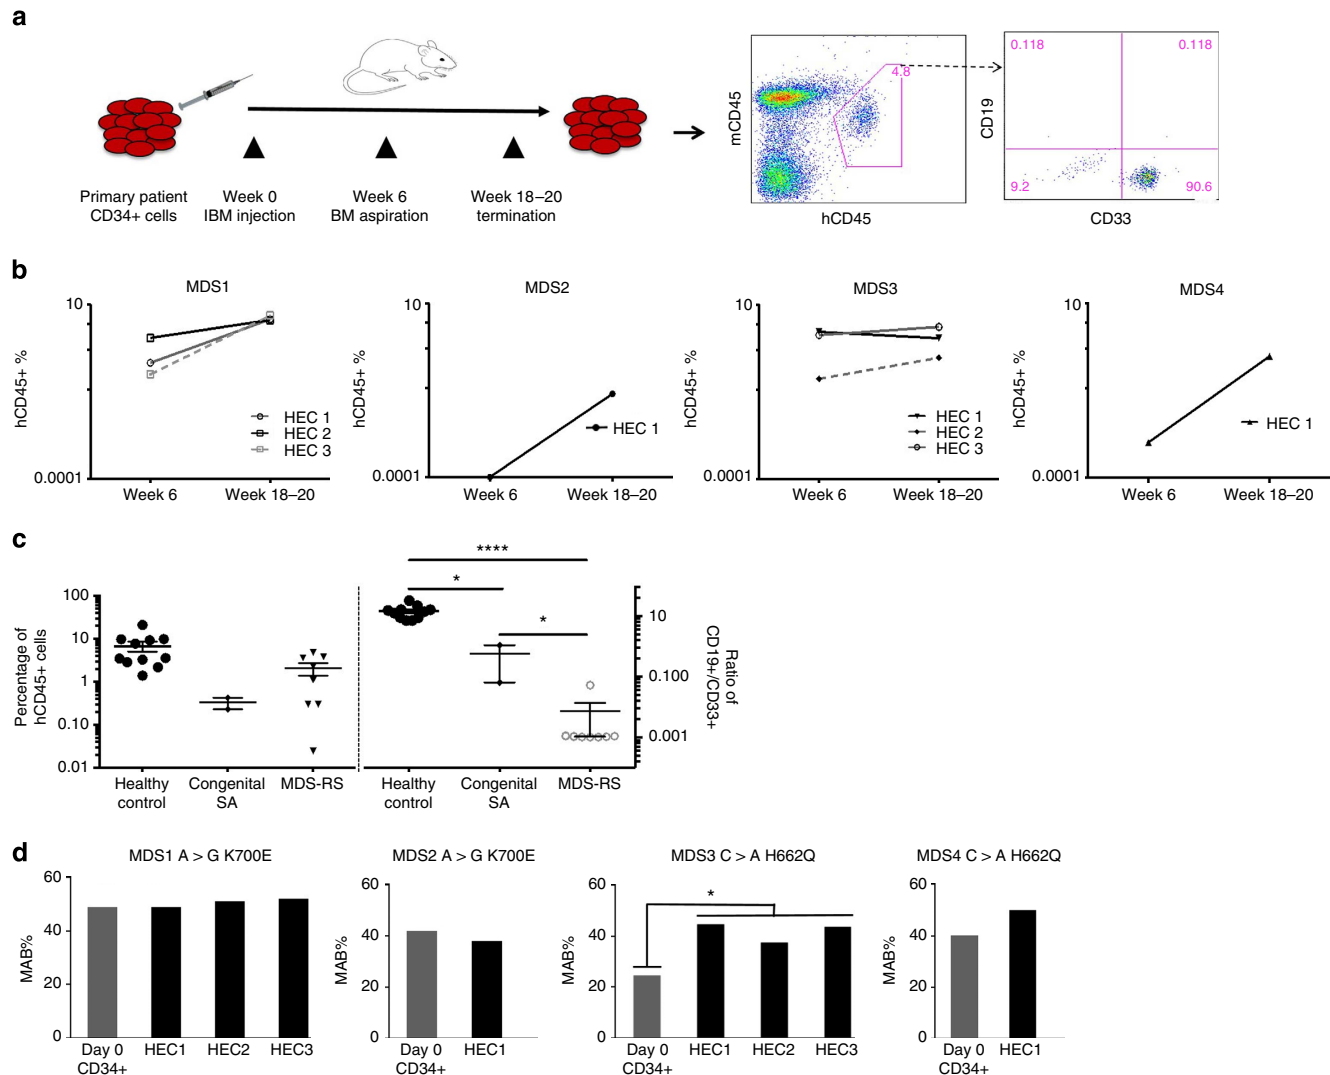 a
Primary patient
CD34+ cells
Week 0
IBM injection
Week 6
BM aspiration
Week 18–20
termination
mCD45
4.8
hCD45
CD19
0.118
0.118
9.2
90.6
CD33
b
MDS1
hCD45+ %
10
0.0001
HEC 1
HEC 2
HEC 3
Week 6
Week 18–20
MDS2
hCD45+ %
10
0.0001
HEC 1
Week 6
Week 18–20
MDS3
hCD45+ %
10
0.0001
HEC 1
HEC 2
HEC 3
Week 6
Week 18–20
MDS4
hCD45+ %
10
0.0001
HEC 1
Week 6
Week 18–20
c
Percentage of
hCD45+ cells
100
10
1
0.10
0.01
Healthy
control
Congenital
SA
MDS-RS
****
*
*
Healthy
control
Congenital
SA
MDS-RS
10
0.100
0.001
Ratio of
CD19+/CD33+
d
MDS1 A > G K700E
MAB%
60
40
20
0
Day 0
CD34+
HEC1
HEC2
HEC3
MDS2 A > G K700E
MAB%
60
40
20
0
Day 0
CD34+
HEC1
MDS3 C > A H662Q
MAB%
60
40
20
0
*
Day 0
CD34+
HEC1
HEC2
HEC3
MDS4 C > A H662Q
MAB%
60
40
20
0
Day 0
CD34+
HEC1